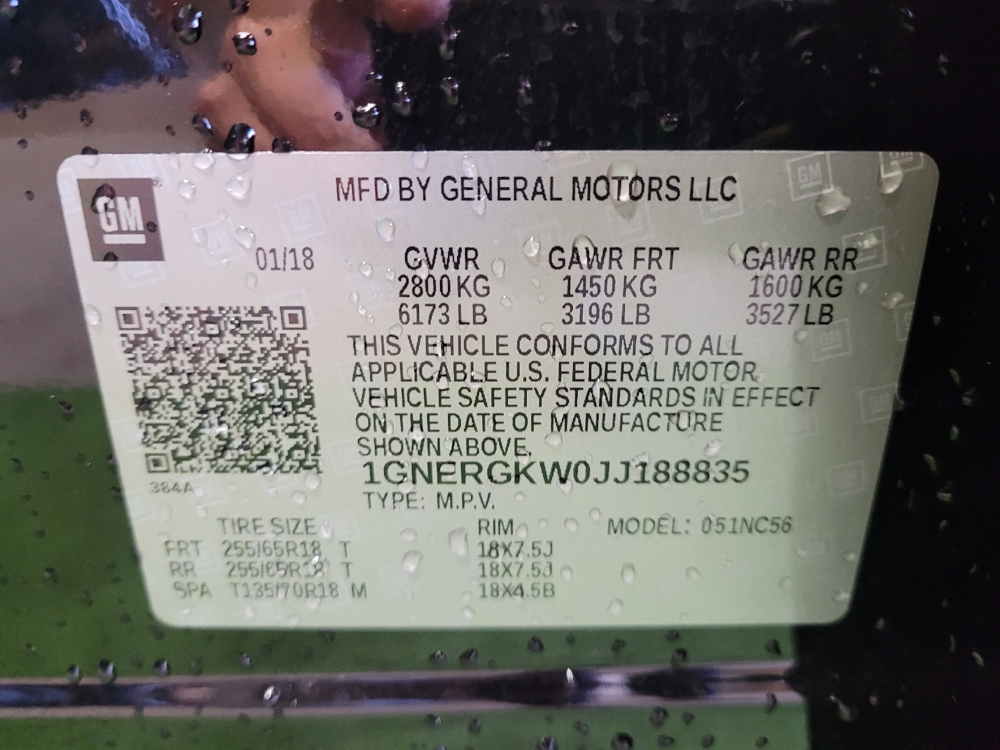 GM
MFD BY GENERAL MOTORS LLC
01/18 GVWR GAWR FRT GAWR RR
2800 KG 1450 KG 1600 KG
6173 LB 3196 LB 3527 LB
THIS VEHICLE CONFORMS TO ALL
APPLICABLE U.S. FEDERAL MOTOR
VEHICLE SAFETY STANDARDS IN EFFECT
ON THE DATE OF MANUFACTURE
SHOWN ABOVE.
1GNERGKW0JJ188835
384A
TYPE: M.P.V.
TIRE SIZE RIM MODEL: 051NC56
FRT 255/65R18 T 18X7.5J
RR 255/65R18 T 18X7.5J
SPA T135/70R18 M 18X4.5B